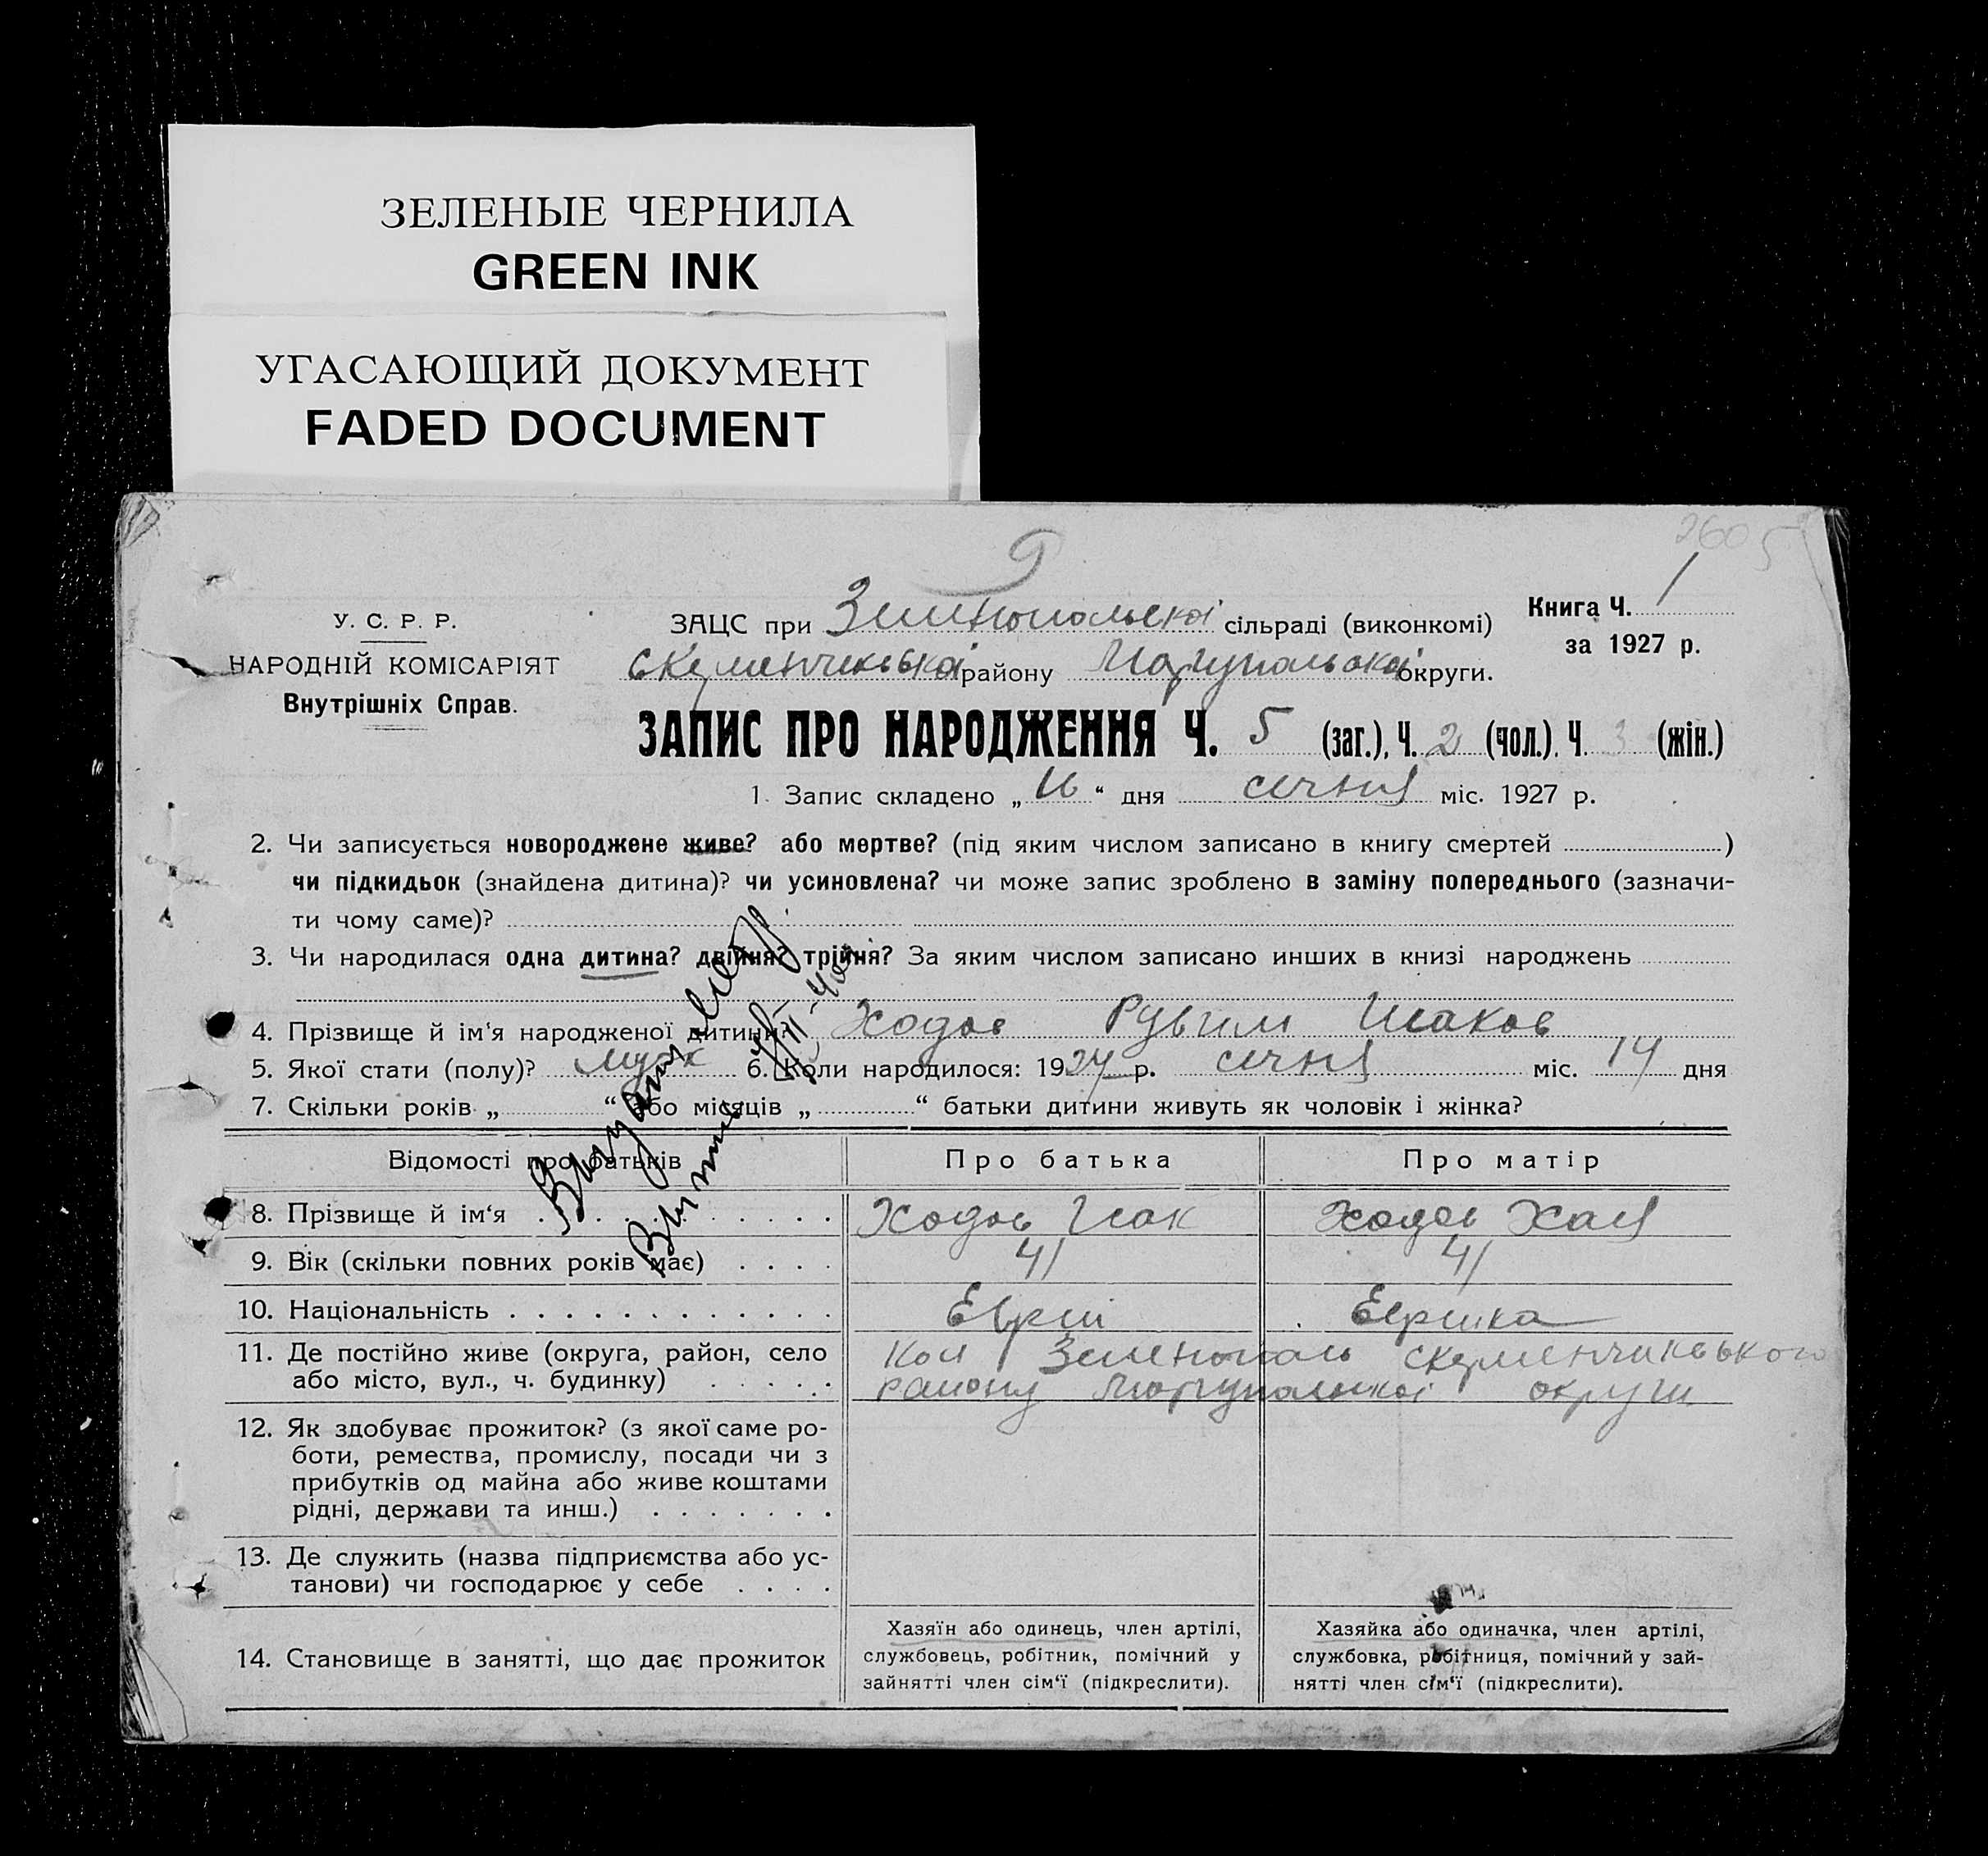 ЗЕЛЕНЫЕ ЧЕРНИЛА
GREEN INK
УГАСАЮЩИЙ ДОКУМЕНТ
FADED DOCUMENT
2605
У. С. Р. Р.
НАРОДНІЙ КОМІСАРІЯТ
Внутрішніх Справ.
ЗАЦС при Зеленопольскої сільраді (виконкомі)
району Маріупольської округи.
Книга Ч. 1
за 1927 р.
ЗАПИС ПРО НАРОДЖЕННЯ Ч. 5 (заг.), Ч. 2 (чол.). Ч. 3 (жін.)
1. Запис складено „ “ дня січня міс. 1927 р.
2. Чи записується новороджене живе? або мертве? (під яким числом записано в книгу смертей )
чи підкидьок (знайдена дитина)? чи усиновлена? чи може запис зроблено в заміну попереднього (зазначи-
ти чому саме)?
3. Чи народилася одна дитина? двійня? трійня? За яким числом записано инших в книзі народжень
4. Прізвище й ім‘я народженої дитини? Ходос Рувим Исаков
5. Якої стати (полу)? муж 6. Коли народилося: 1927 р. січня міс. 14 дня
7. Скільки років „ “ або місяців „ “ батьки дитини живуть як чоловік і жінка?
Відомості про батьків
Про батька
Про матір
8. Прізвище й ім‘я
Ходос Исак
Ходос Хая
9. Вік (скільки повних років має)
41
41
10. Національність
Еврей
Еврейка
11. Де постійно живе (округа, район, село
або місто, вул., ч. будинку)
Кол Зеленополь
району Маріупольської округи
12. Як здобуває прожиток? (з якої саме ро-
боти, ремества, промислу, посади чи з
прибутків од майна або живе коштами
рідні, держави та инш.)
13. Де служить (назва підприємства або ус-
танови) чи господарює у себе
14. Становище в занятті, що дає прожиток
Хазяїн або одинець, член артілі,
службовець, робітник, помічний у
зайнятті член сім‘ї (підкреслити).
Хазяйка або одиначка, член артілі,
службовка, робітниця, помічний у зай-
нятті член сім‘ї (підкреслити).